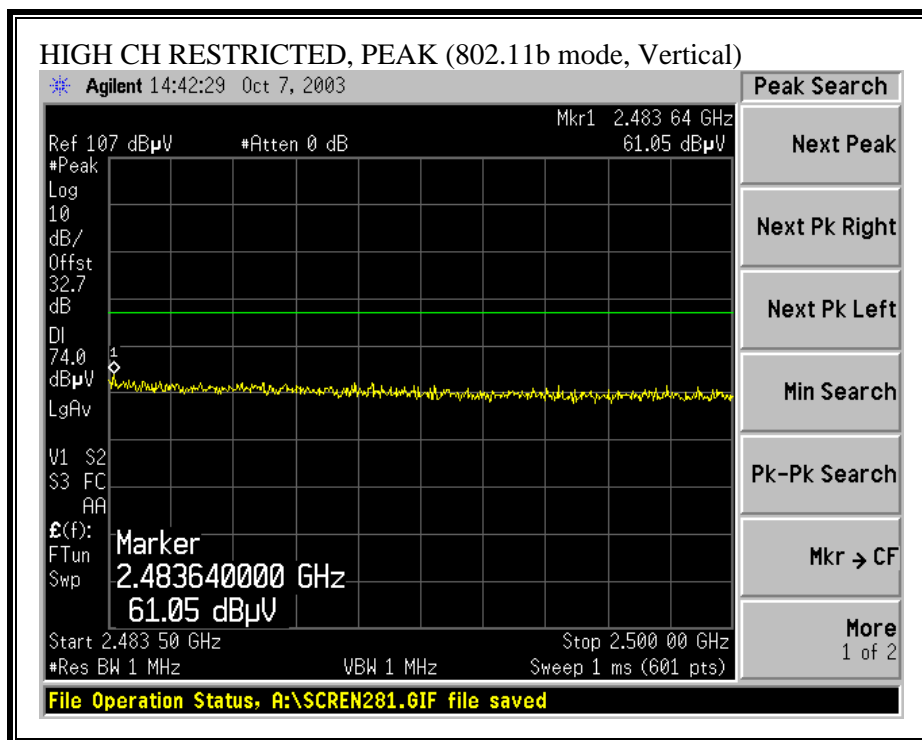 HIGH CH RESTRICTED, PEAK (802.11b mode, Vertical)
Agilent 14:42:29 Oct 7, 2003
Peak Search
Mkr1 2.483 64 GHz
Ref 107 dBµV #Atten 0 dB 61.05 dBµV
#Peak
Log
10
dB/
Offst
32.7
dB
DI
74.0
dBµV
LgAv
1
V1 S2
S3 FC
AA
£(f):
FTun
Swp
Marker
2.483640000 GHz
61.05 dBµV
Start 2.483 50 GHz Stop 2.500 00 GHz
#Res BW 1 MHz VBW 1 MHz Sweep 1 ms (601 pts)
Next Peak
Next Pk Right
Next Pk Left
Min Search
Pk-Pk Search
Mkr → CF
More
1 of 2
File Operation Status, A:\SCREN281.GIF file saved